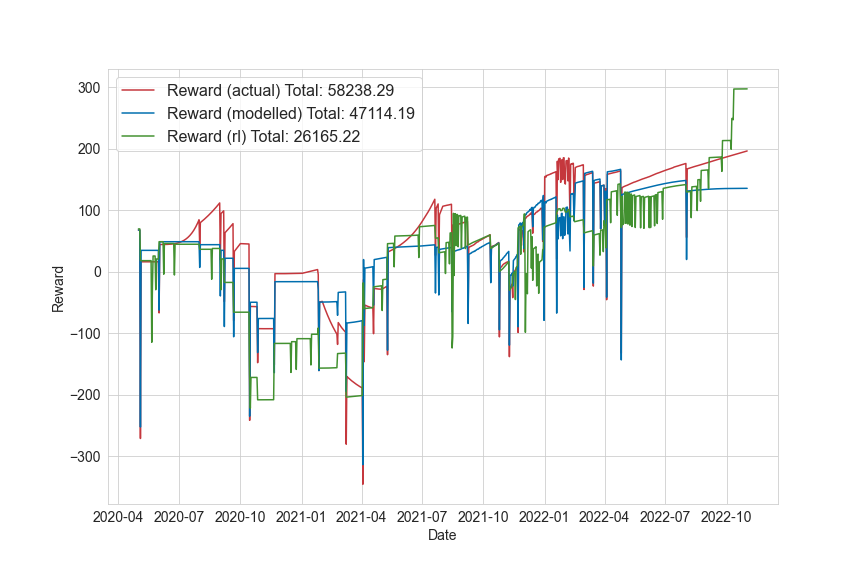 Reward (actual) Total: 58238.29
Reward (modelled) Total: 47114.19
Reward (rl) Total: 26165.22
300
200
100
0
−100
−200
−300
Reward
2020-04 2020-07 2020-10 2021-01 2021-04 2021-07 2021-10 2022-01 2022-04 2022-07 2022-10
Date